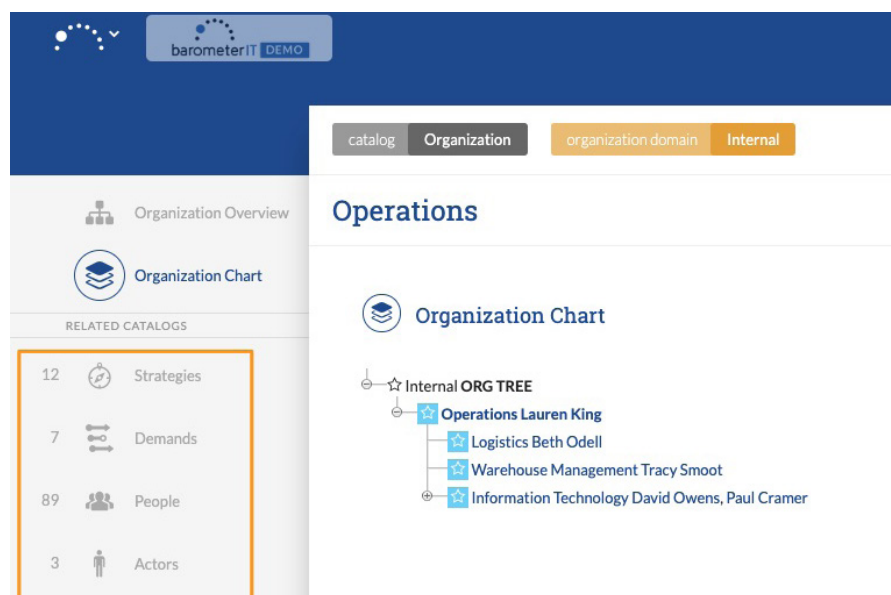 barometerIT DEMO
catalog Organization organization domain Internal
Organization Overview
Operations
Organization Chart
Organization Chart
RELATED CATALOGS
12 Strategies
Internal ORG TREE
Operations Lauren King
7 Demands
Logistics Beth Odell
Warehouse Management Tracy Smoot
89 People
Information Technology David Owens, Paul Cramer
3 Actors